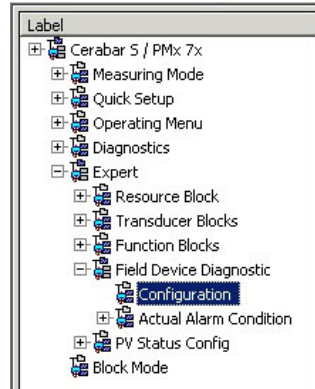 Label
Cerabar S / PMx 7x
Measuring Mode
Quick Setup
Operating Menu
Diagnostics
Expert
Resource Block
Transducer Blocks
Function Blocks
Field Device Diagnostic
Configuration
Actual Alarm Condition
PV Status Config
Block Mode